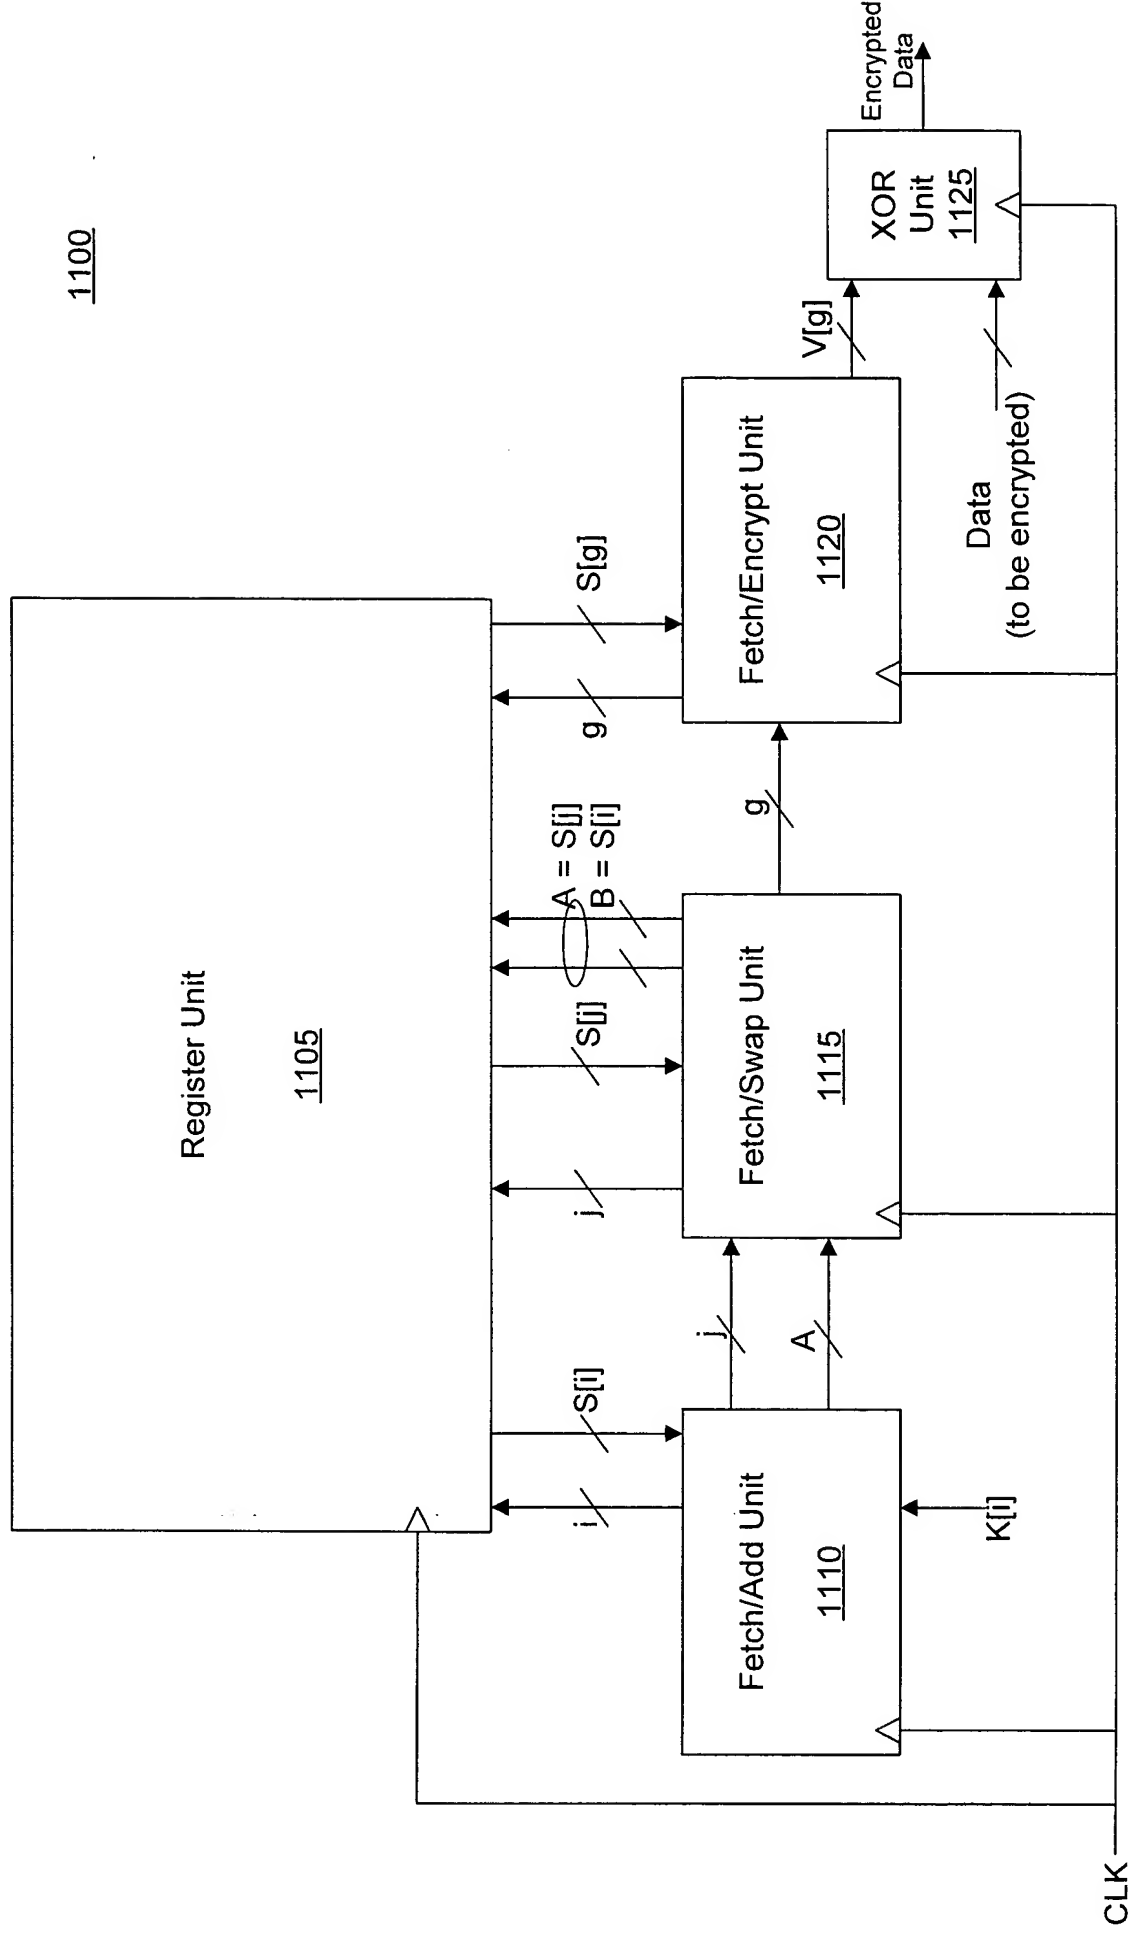 1100
Register Unit
1105
i
S[i]
j
S[j]
A = S[j]
B = S[i]
g
S[g]
Fetch/Add Unit
1110
j
A
Fetch/Swap Unit
1115
g
Fetch/Encrypt Unit
1120
V[g]
XOR
Unit
1125
Encrypted
Data
K[i]
Data
(to be encrypted)
CLK